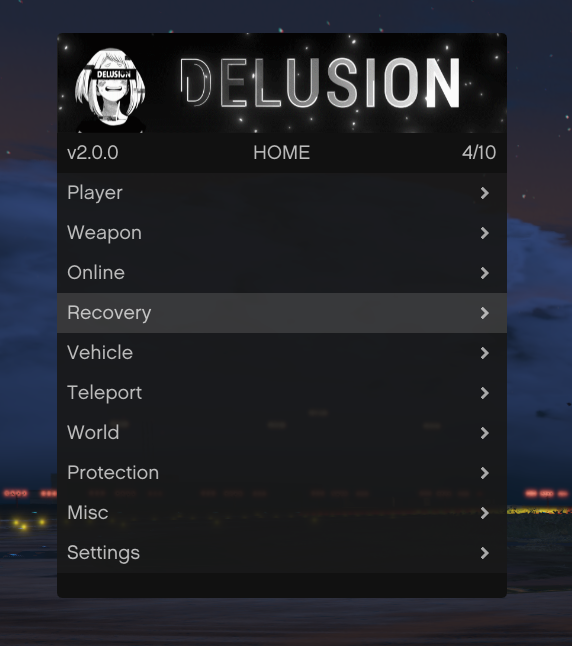 DELUSION
DELUSION
v2.0.0 HOME 4/10
Player
Weapon
Online
Recovery
Vehicle
Teleport
World
Protection
Misc
Settings